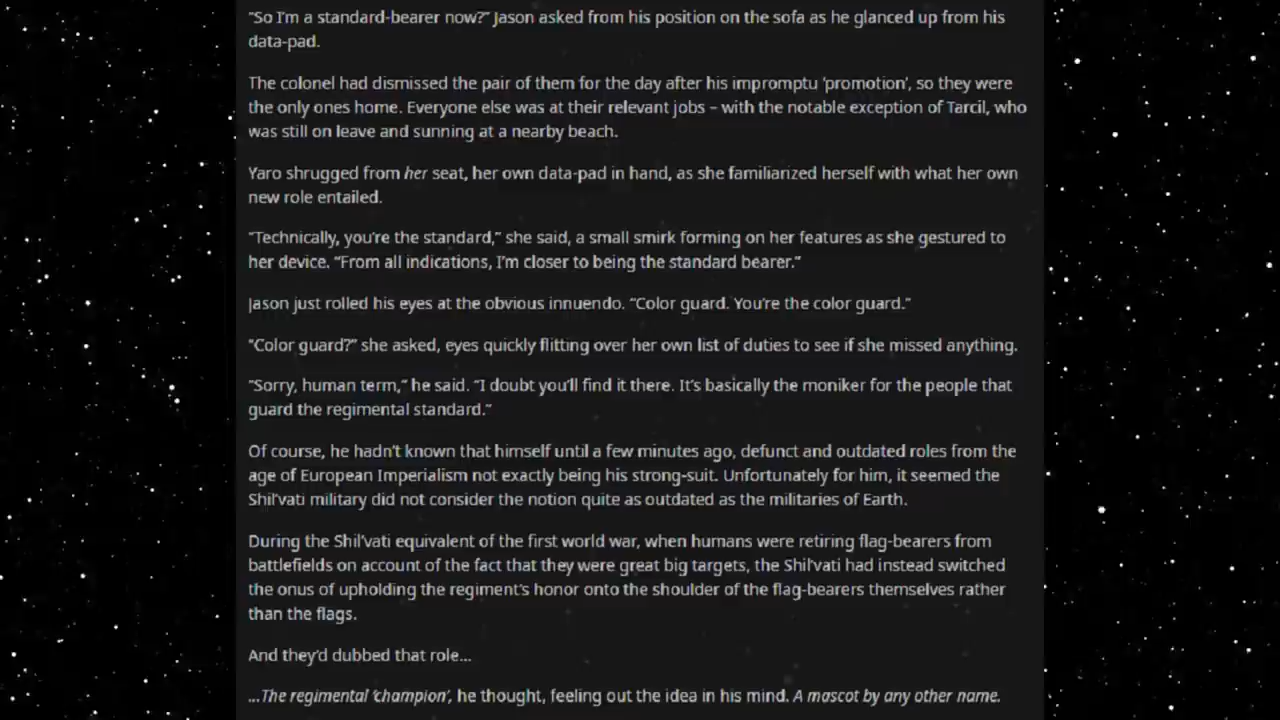 “So I’m a standard-bearer now?” Jason asked from his position on the sofa as he glanced up from his
data-pad.
The colonel had dismissed the pair of them for the day after his impromptu ‘promotion’, so they were
the only ones home. Everyone else was at their relevant jobs – with the notable exception of Tarcil, who
was still on leave and sunning at a nearby beach.
Yaro shrugged from her seat, her own data-pad in hand, as she familiarized herself with what her own
new role entailed.
“Technically, you’re the standard,” she said, a small smirk forming on her features as she gestured to
her device. “From all indications, I’m closer to being the standard bearer.”
Jason just rolled his eyes at the obvious innuendo. “Color guard. You’re the color guard.”
“Color guard?” she asked, eyes quickly flitting over her own list of duties to see if she missed anything.
“Sorry, human term,” he said. “I doubt you’ll find it there. It’s basically the moniker for the people that
guard the regimental standard.”
Of course, he hadn’t known that himself until a few minutes ago, defunct and outdated roles from the
age of European Imperialism not exactly being his strong-suit. Unfortunately for him, it seemed the
Shil’vati military did not consider the notion quite as outdated as the militaries of Earth.
During the Shil’vati equivalent of the first world war, when humans were retiring flag-bearers from
battlefields on account of the fact that they were great big targets, the Shil’vati had instead switched
the onus of upholding the regiment’s honor onto the shoulder of the flag-bearers themselves rather
than the flags.
And they’d dubbed that role…
…The regimental ‘champion’, he thought, feeling out the idea in his mind. A mascot by any other name.